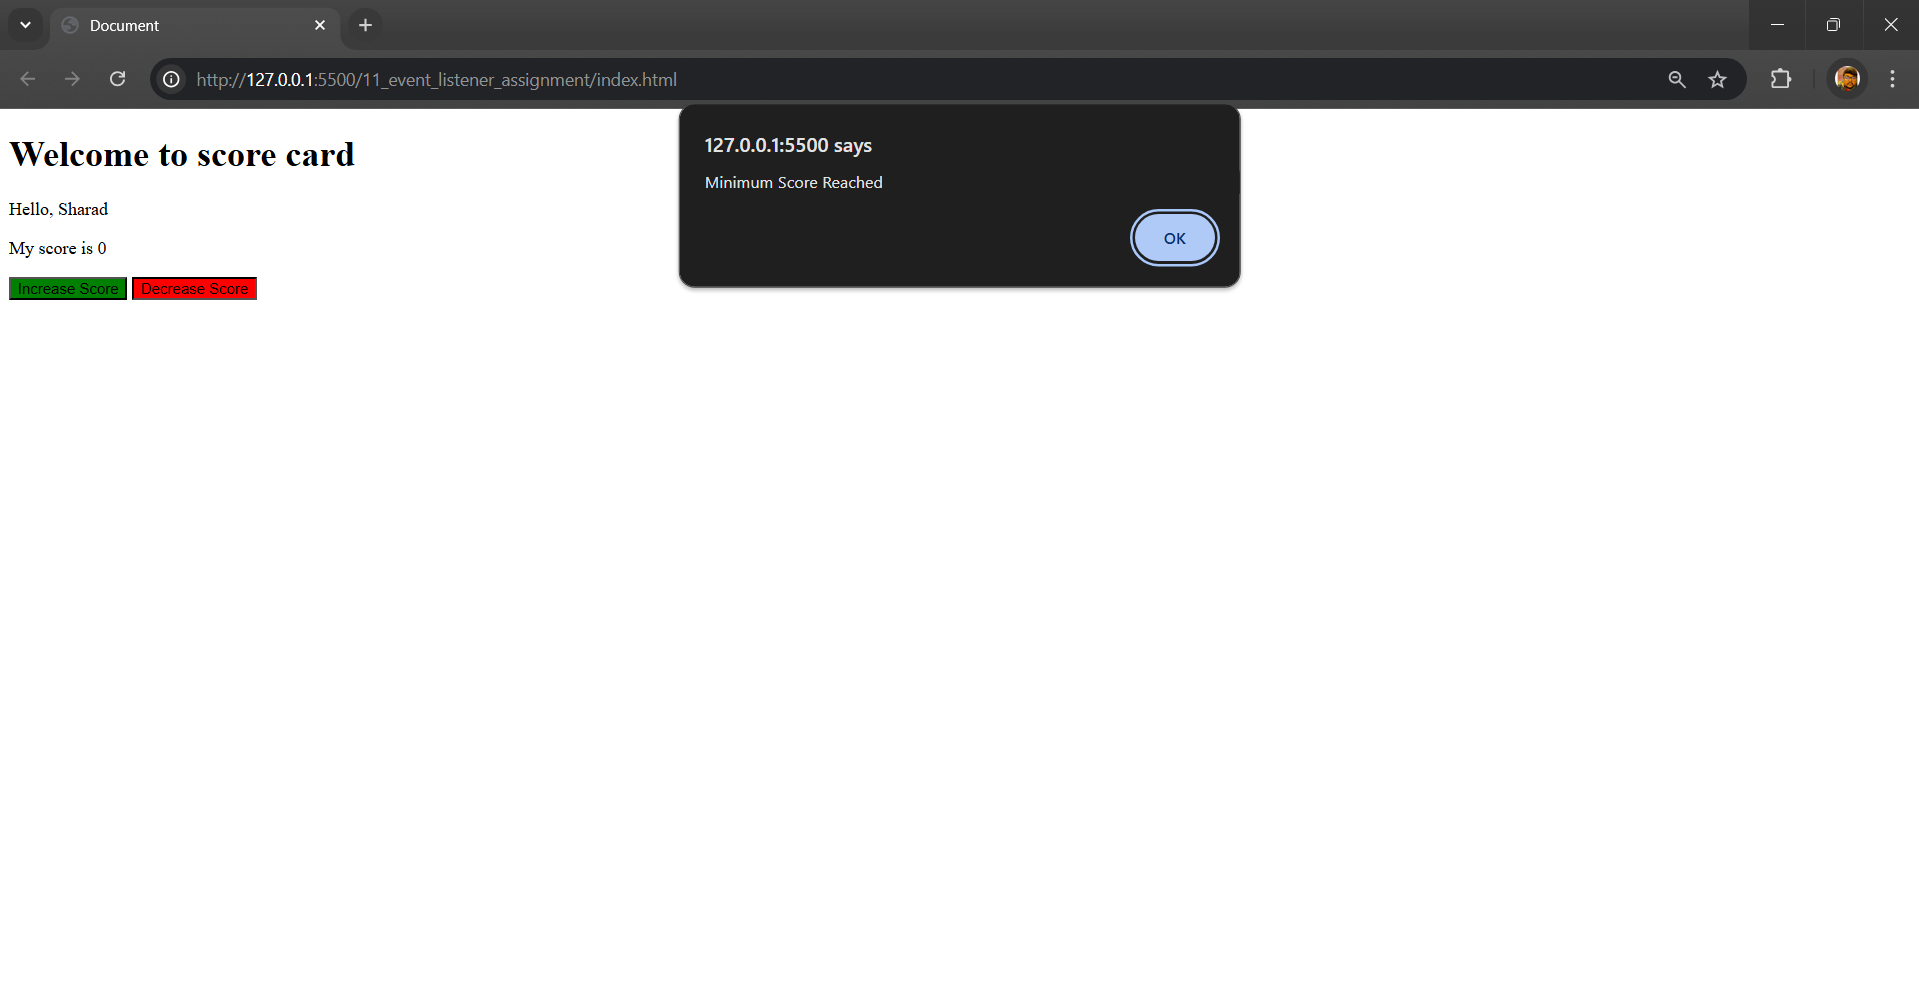 Document
http://127.0.0.1:5500/11_event_listener_assignment/index.html
127.0.0.1:5500 says
Minimum Score Reached
OK
Welcome to score card
Hello, Sharad
My score is 0
Increase Score Decrease Score